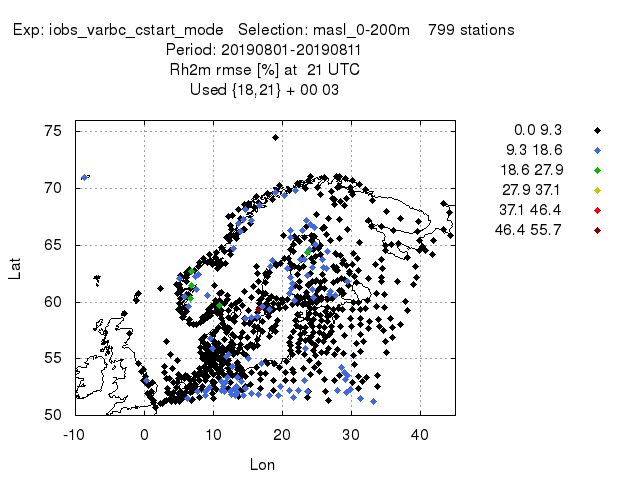 Exp: iobs_varbc_cstart_mode Selection: masl_0-200m 799 stations
Period: 20190801-20190811
Rh2m rmse [%] at 21 UTC
Used {18,21} + 00 03
75
70
65
60
55
50
-10 0 10 20 30 40
Lat
Lon
0.0 9.3
9.3 18.6
18.6 27.9
27.9 37.1
37.1 46.4
46.4 55.7